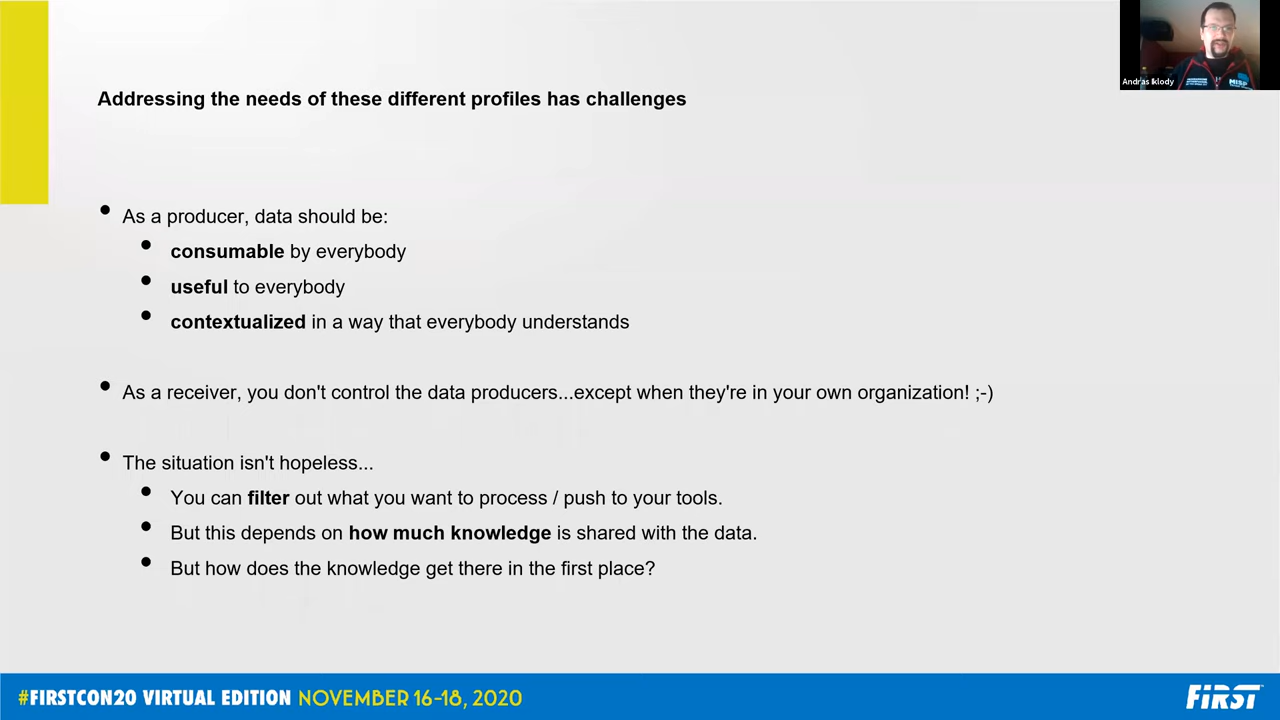 Andras Iklody
MISP
Addressing the needs of these different profiles has challenges
• As a producer, data should be:
• consumable by everybody
• useful to everybody
• contextualized in a way that everybody understands
• As a receiver, you don't control the data producers...except when they're in your own organization! ;-)
• The situation isn't hopeless...
• You can filter out what you want to process / push to your tools.
• But this depends on how much knowledge is shared with the data.
• But how does the knowledge get there in the first place?
#FIRSTCON20 VIRTUAL EDITION NOVEMBER 16-18, 2020
FiRST